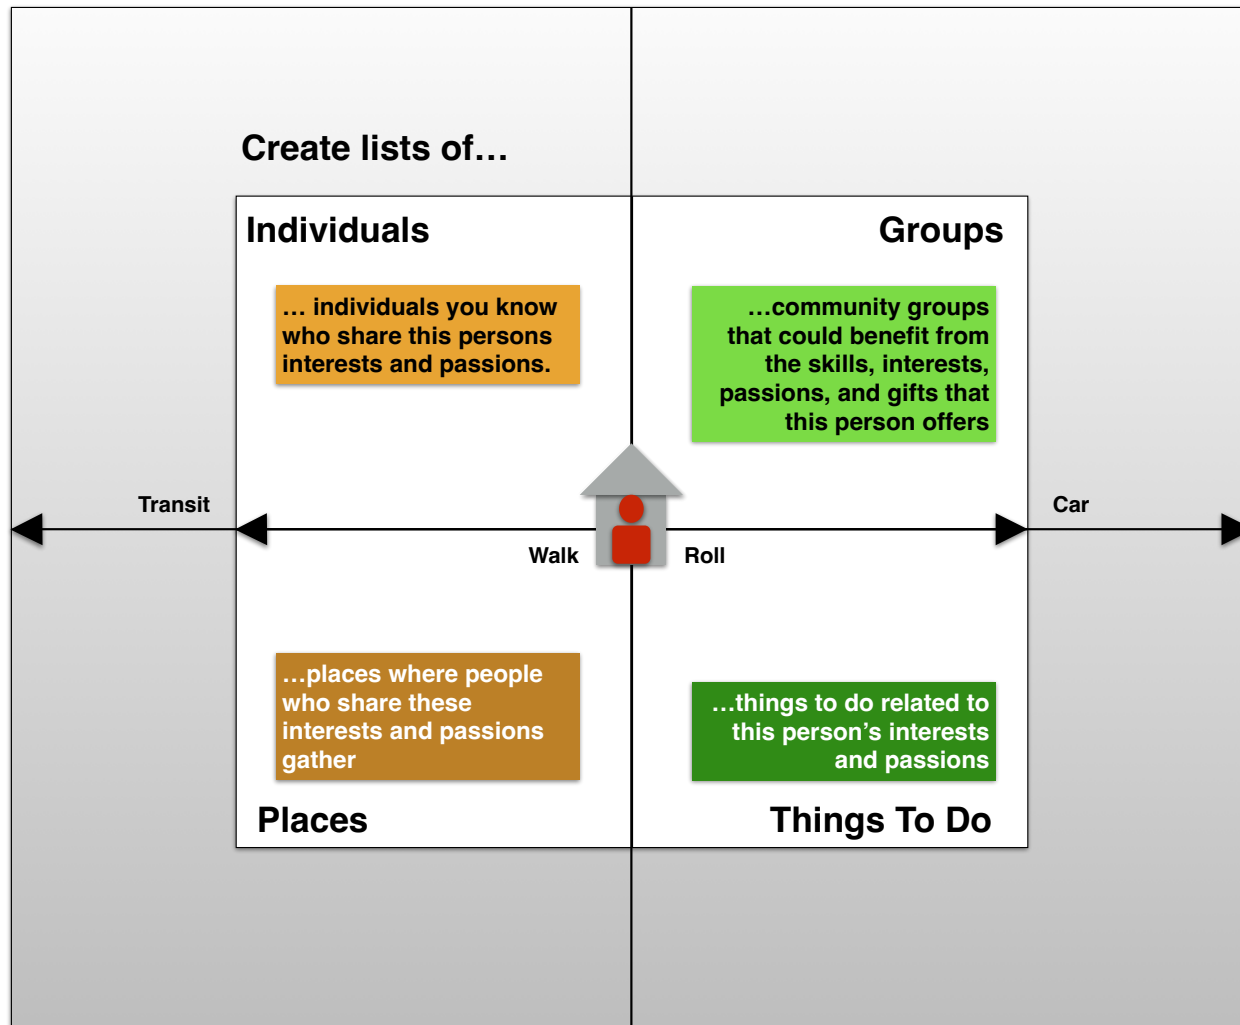 Create lists of…
Individuals
Groups
… individuals you know
who share this persons
interests and passions.
…community groups
that could benefit from
the skills, interests,
passions, and gifts that
this person offers
Transit
Car
Walk
Roll
…places where people
who share these
interests and passions
gather
…things to do related to
this person’s interests
and passions
Places
Things To Do